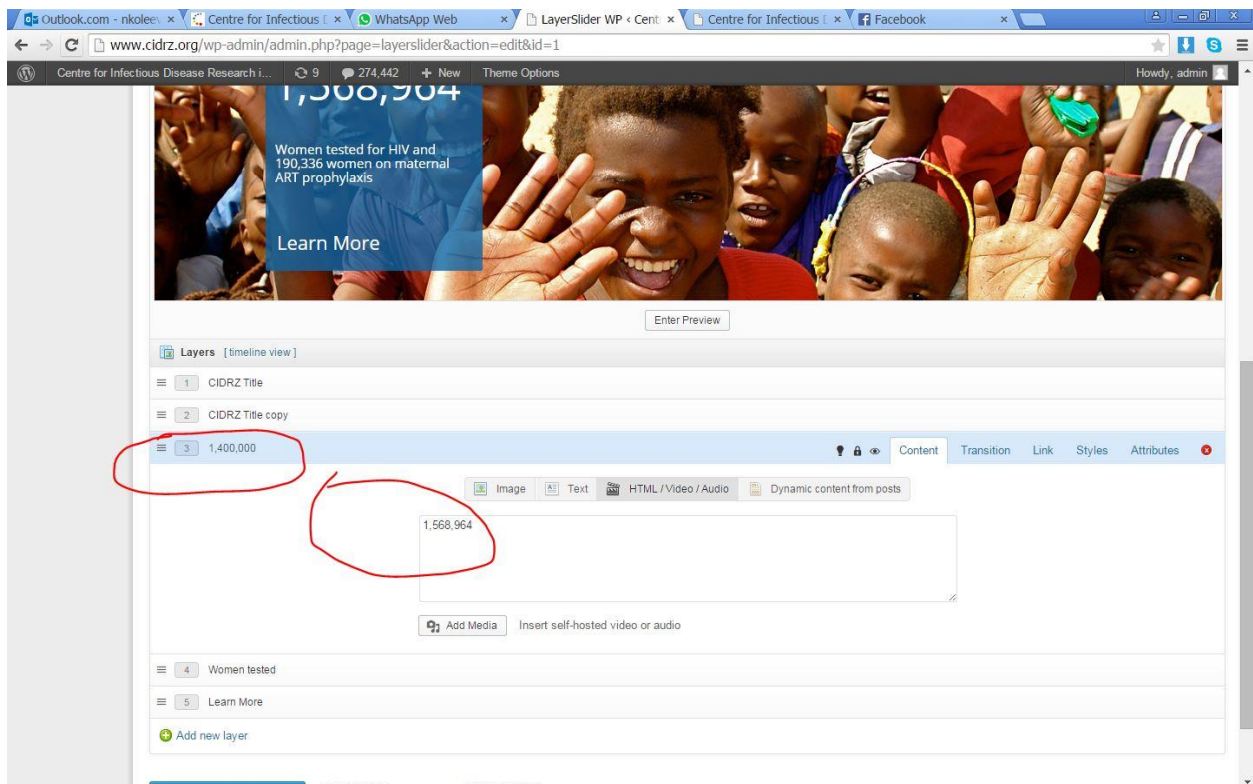 Outlook.com - nkolee
Centre for Infectious
WhatsApp Web
LayerSlider WP ‹ Cent
Centre for Infectious
Facebook
www.cidrz.org/wp-admin/admin.php?page=layerslider&action=edit&id=1
Centre for Infectious Disease Research i... 9 274,442 + New Theme Options Howdy, admin
1,568,964
Women tested for HIV and
190,336 women on maternal
ART prophylaxis
Learn More
Enter Preview
Layers [ timeline view ]
1 CIDRZ Title
2 CIDRZ Title copy
3 1,400,000 Content Transition Link Styles Attributes
Image Text HTML / Video / Audio Dynamic content from posts
1,568,964
Add Media Insert self-hosted video or audio
4 Women tested
5 Learn More
Add new layer